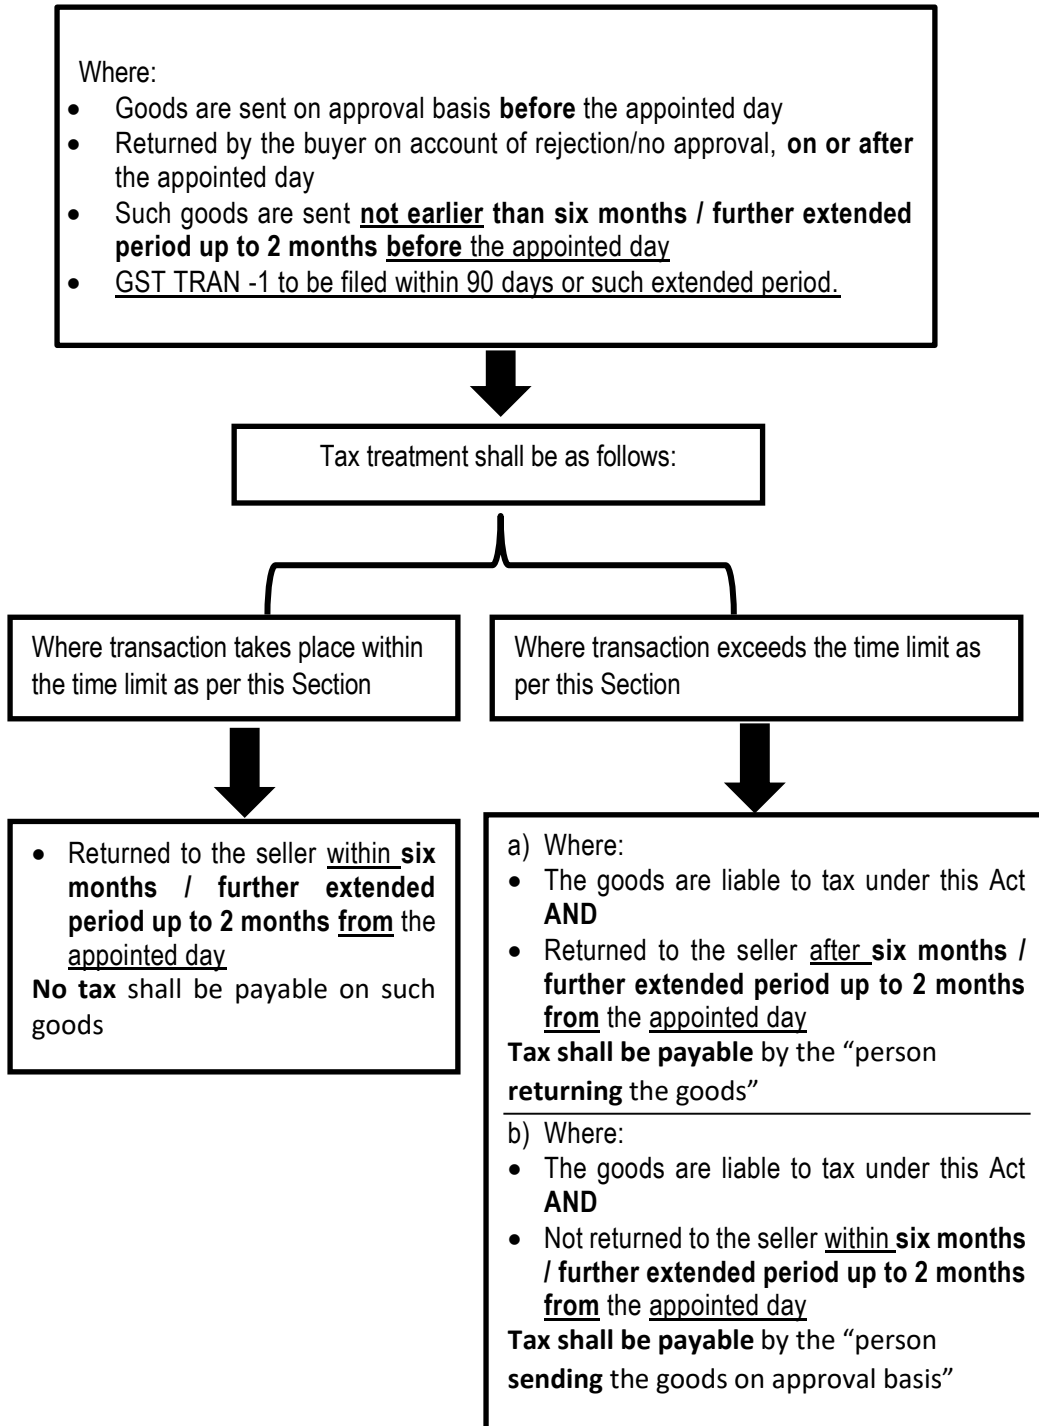 Where:
• Goods are sent on approval basis before the appointed day
• Returned by the buyer on account of rejection/no approval, on or after
the appointed day
• Such goods are sent not earlier than six months / further extended
period up to 2 months before the appointed day
• GST TRAN -1 to be filed within 90 days or such extended period.
Tax treatment shall be as follows:
Where transaction takes place within
the time limit as per this Section
Where transaction exceeds the time limit as
per this Section
• Returned to the seller within six
months / further extended
period up to 2 months from the
appointed day
No tax shall be payable on such
goods
a) Where:
• The goods are liable to tax under this Act
AND
• Returned to the seller after six months /
further extended period up to 2 months
from the appointed day
Tax shall be payable by the “person
returning the goods”
b) Where:
• The goods are liable to tax under this Act
AND
• Not returned to the seller within six months
/ further extended period up to 2 months
from the appointed day
Tax shall be payable by the “person
sending the goods on approval basis”